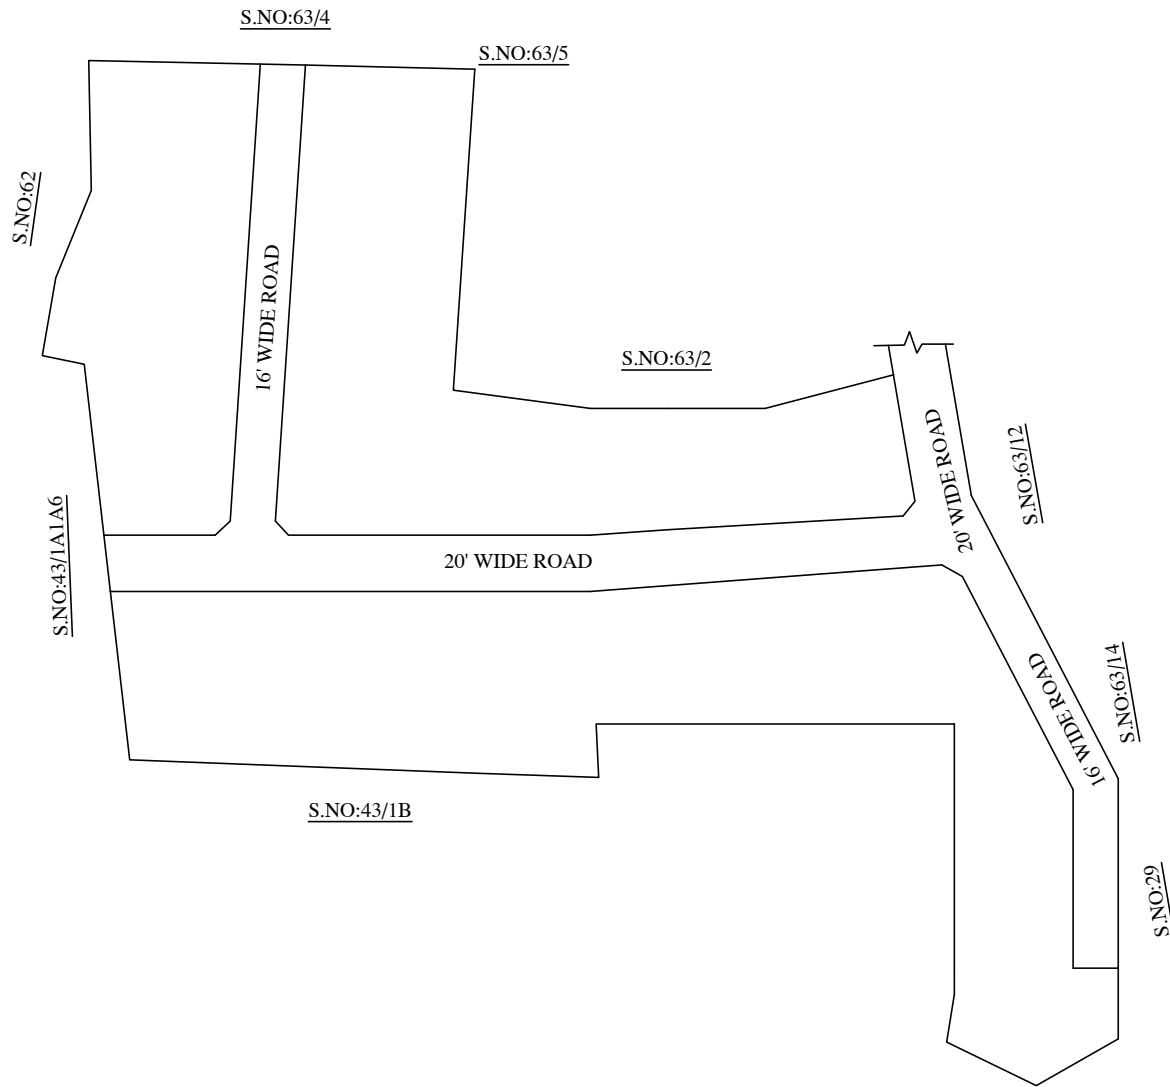 S.NO:63/4
S.NO:63/5
S.NO:62
16' WIDE ROAD
S.NO:63/2
20' WIDE ROAD
S.NO:63/12
S.NO:43/1A1A6
20' WIDE ROAD
16' WIDE ROAD
S.NO:63/14
S.NO:43/1B
S.NO:29